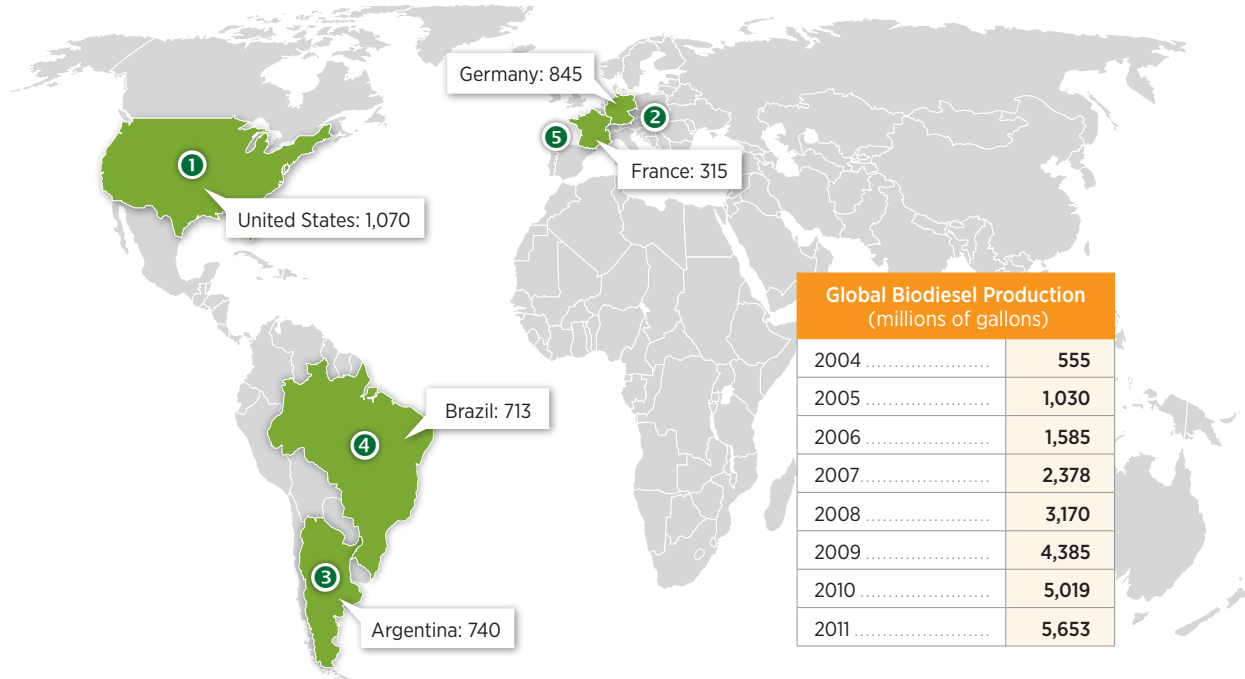 Germany: 845
2
5
France: 315
1
United States: 1,070
Brazil: 713
4
3
Argentina: 740
Global Biodiesel Production
(millions of gallons)
2004 ...................... 555
2005 ...................... 1,030
2006 ...................... 1,585
2007....................... 2,378
2008 ...................... 3,170
2009 ...................... 4,385
2010 ....................... 5,019
2011 ........................ 5,653